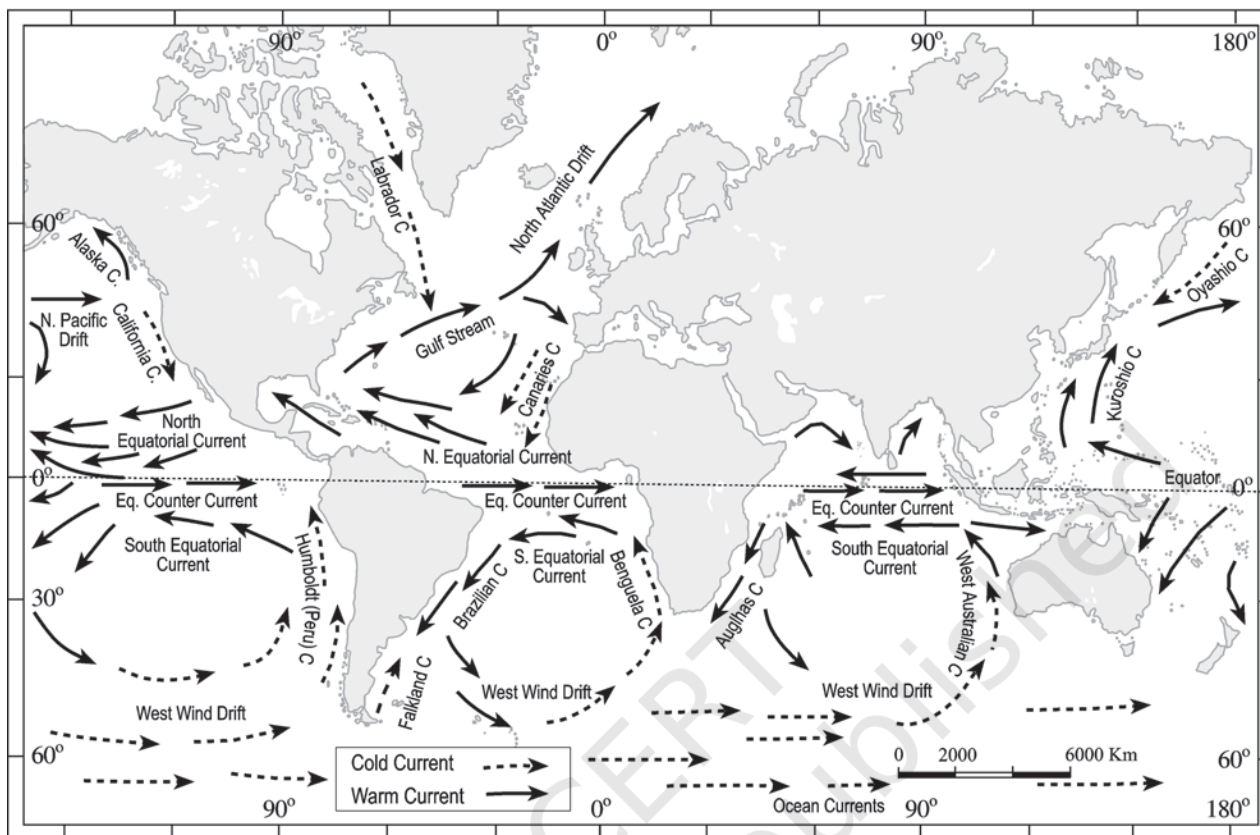 90º
0º
90º
180º
Labrador C
North Atlantic Drift
60º
60º
Alaska C.
Oyashio C
N. Pacific
Drift
California C.
Gulf Stream
Canaries C
Kuroshio C
North
Equatorial Current
N. Equatorial Current
0º
Equator
0º
Eq. Counter Current
Eq. Counter Current
Eq. Counter Current
South Equatorial
Current
Humboldt (Peru) C
S. Equatorial
Current
Brazilian C
Benguela C
South Equatorial
Current
West Australian C
Auglhas C
30º
Falkland C
West Wind Drift
West Wind Drift
West Wind Drift
60º
Cold Current
Warm Current
0
2000
6000 Km
60º
Ocean Currents
90º
0º
90º
180º
CERT
published